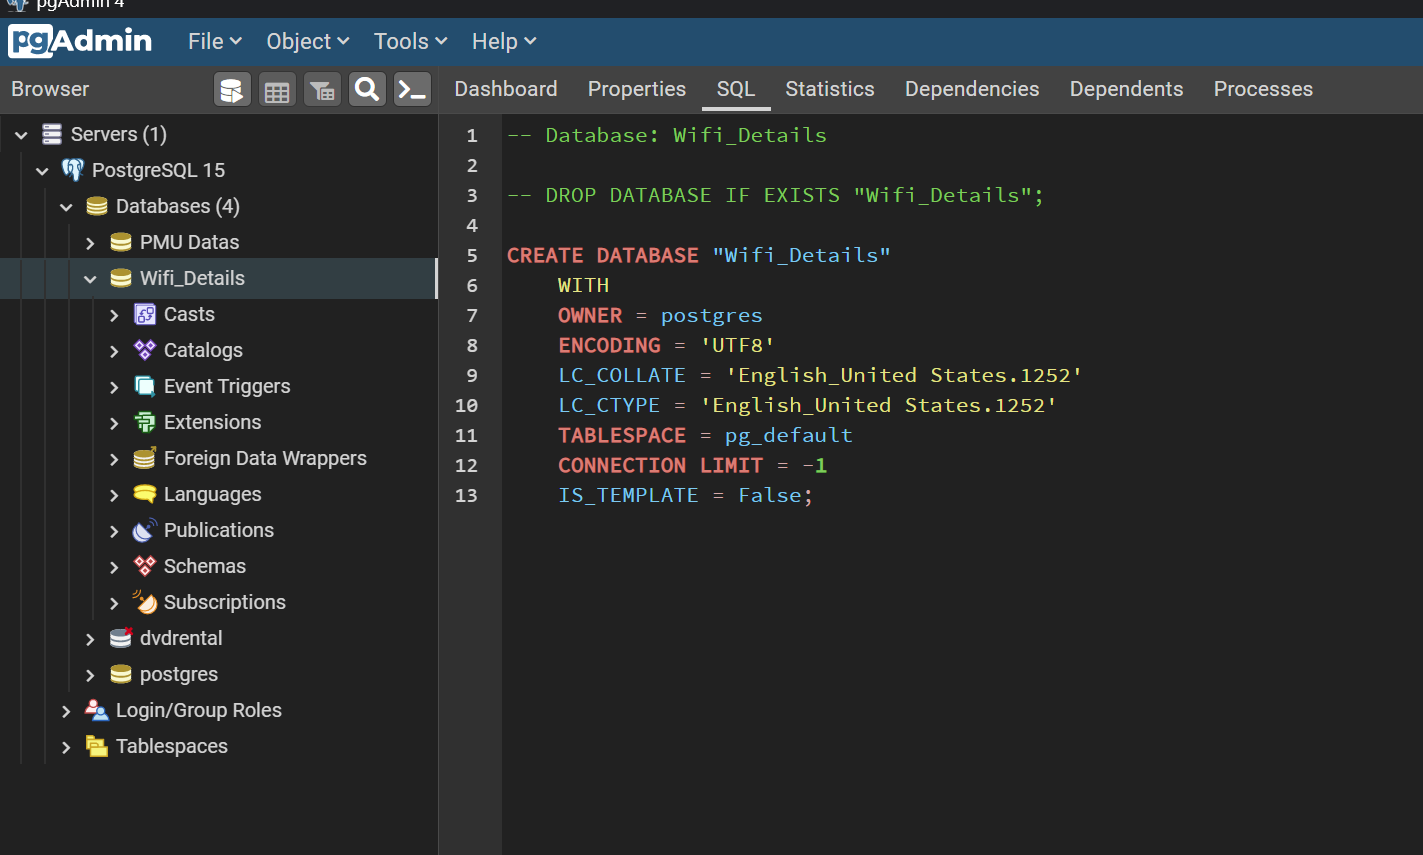 pgAdmin 4
pgAdmin File Object Tools Help
Browser
Dashboard Properties SQL Statistics Dependencies Dependents Processes
Servers (1)
PostgreSQL 15
Databases (4)
PMU Datas
Wifi_Details
Casts
Catalogs
Event Triggers
Extensions
Foreign Data Wrappers
Languages
Publications
Schemas
Subscriptions
dvdrental
postgres
Login/Group Roles
Tablespaces
1 -- Database: Wifi_Details
2
3 -- DROP DATABASE IF EXISTS "Wifi_Details";
4
5 CREATE DATABASE "Wifi_Details"
6 WITH
7 OWNER = postgres
8 ENCODING = 'UTF8'
9 LC_COLLATE = 'English_United States.1252'
10 LC_CTYPE = 'English_United States.1252'
11 TABLESPACE = pg_default
12 CONNECTION LIMIT = -1
13 IS_TEMPLATE = False;